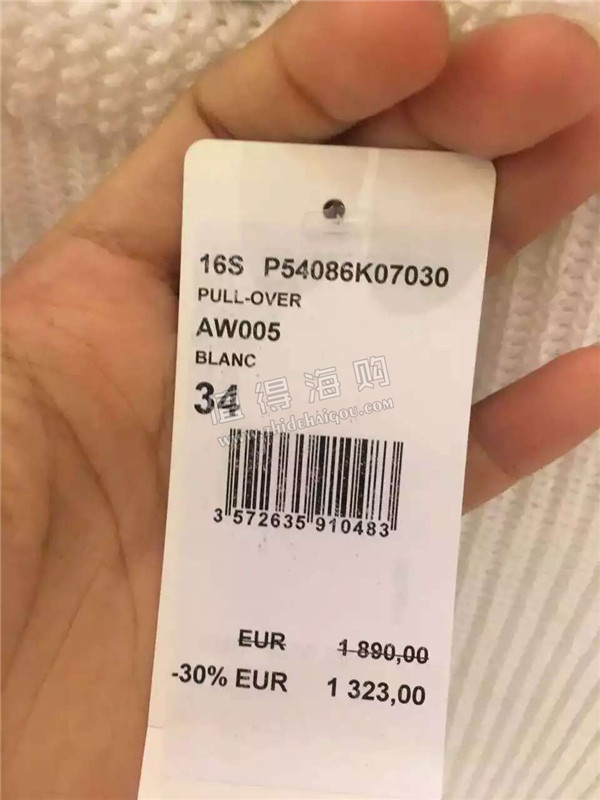 16S P54086K07030
PULL-OVER
AW005
BLANC
34
值得海购
www.zhidehaigou.com
3 572635 910483
EUR 1 890,00
-30% EUR 1 323,00